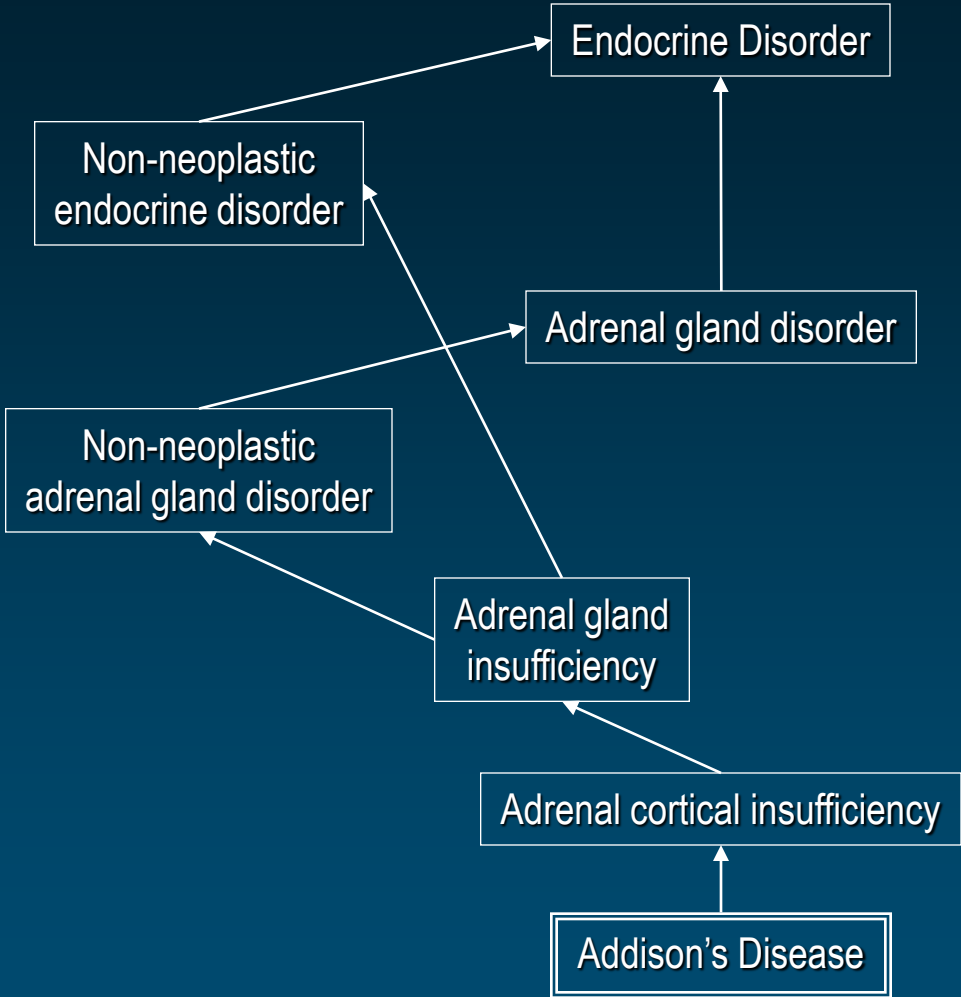 Endocrine Disorder
Non-neoplastic
endocrine disorder
Adrenal gland disorder
Non-neoplastic
adrenal gland disorder
Adrenal gland
insufficiency
Adrenal cortical insufficiency
Addison’s Disease